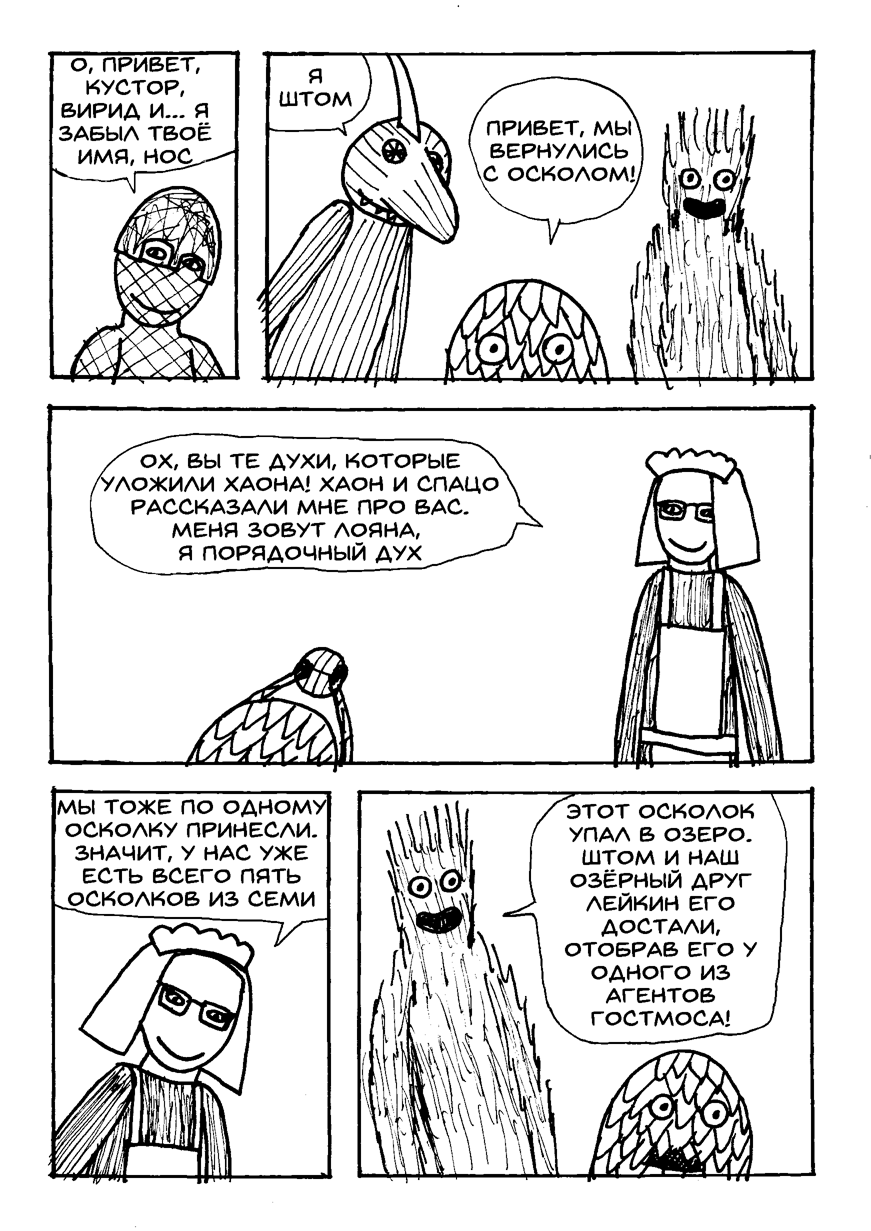 О, ПРИВЕТ,
КУСТОР,
ВИРИД И... Я
ЗАБЫЛ ТВОЁ
ИМЯ, НОС
Я
ШТОМ
ПРИВЕТ, МЫ
ВЕРНУЛИСЬ
С ОСКОЛОМ!
ОХ, ВЫ ТЕ ДУХИ, КОТОРЫЕ
УЛОЖИЛИ ХАОНА! ХАОН И СПАЦО
РАССКАЗАЛИ МНЕ ПРО ВАС.
МЕНЯ ЗОВУТ ЛОЯНА,
Я ПОРЯДОЧНЫЙ ДУХ
МЫ ТОЖЕ ПО ОДНОМУ
ОСКОЛКУ ПРИНЕСЛИ.
ЗНАЧИТ, У НАС УЖЕ
ЕСТЬ ВСЕГО ПЯТЬ
ОСКОЛКОВ ИЗ СЕМИ
ЭТОТ ОСКОЛОК
УПАЛ В ОЗЕРО.
ШТОМ И НАШ
ОЗЁРНЫЙ ДРУГ
ЛЕЙКИН ЕГО
ДОСТАЛИ,
ОТОБРАВ ЕГО У
ОДНОГО ИЗ
АГЕНТОВ
ГОСТМОСА!